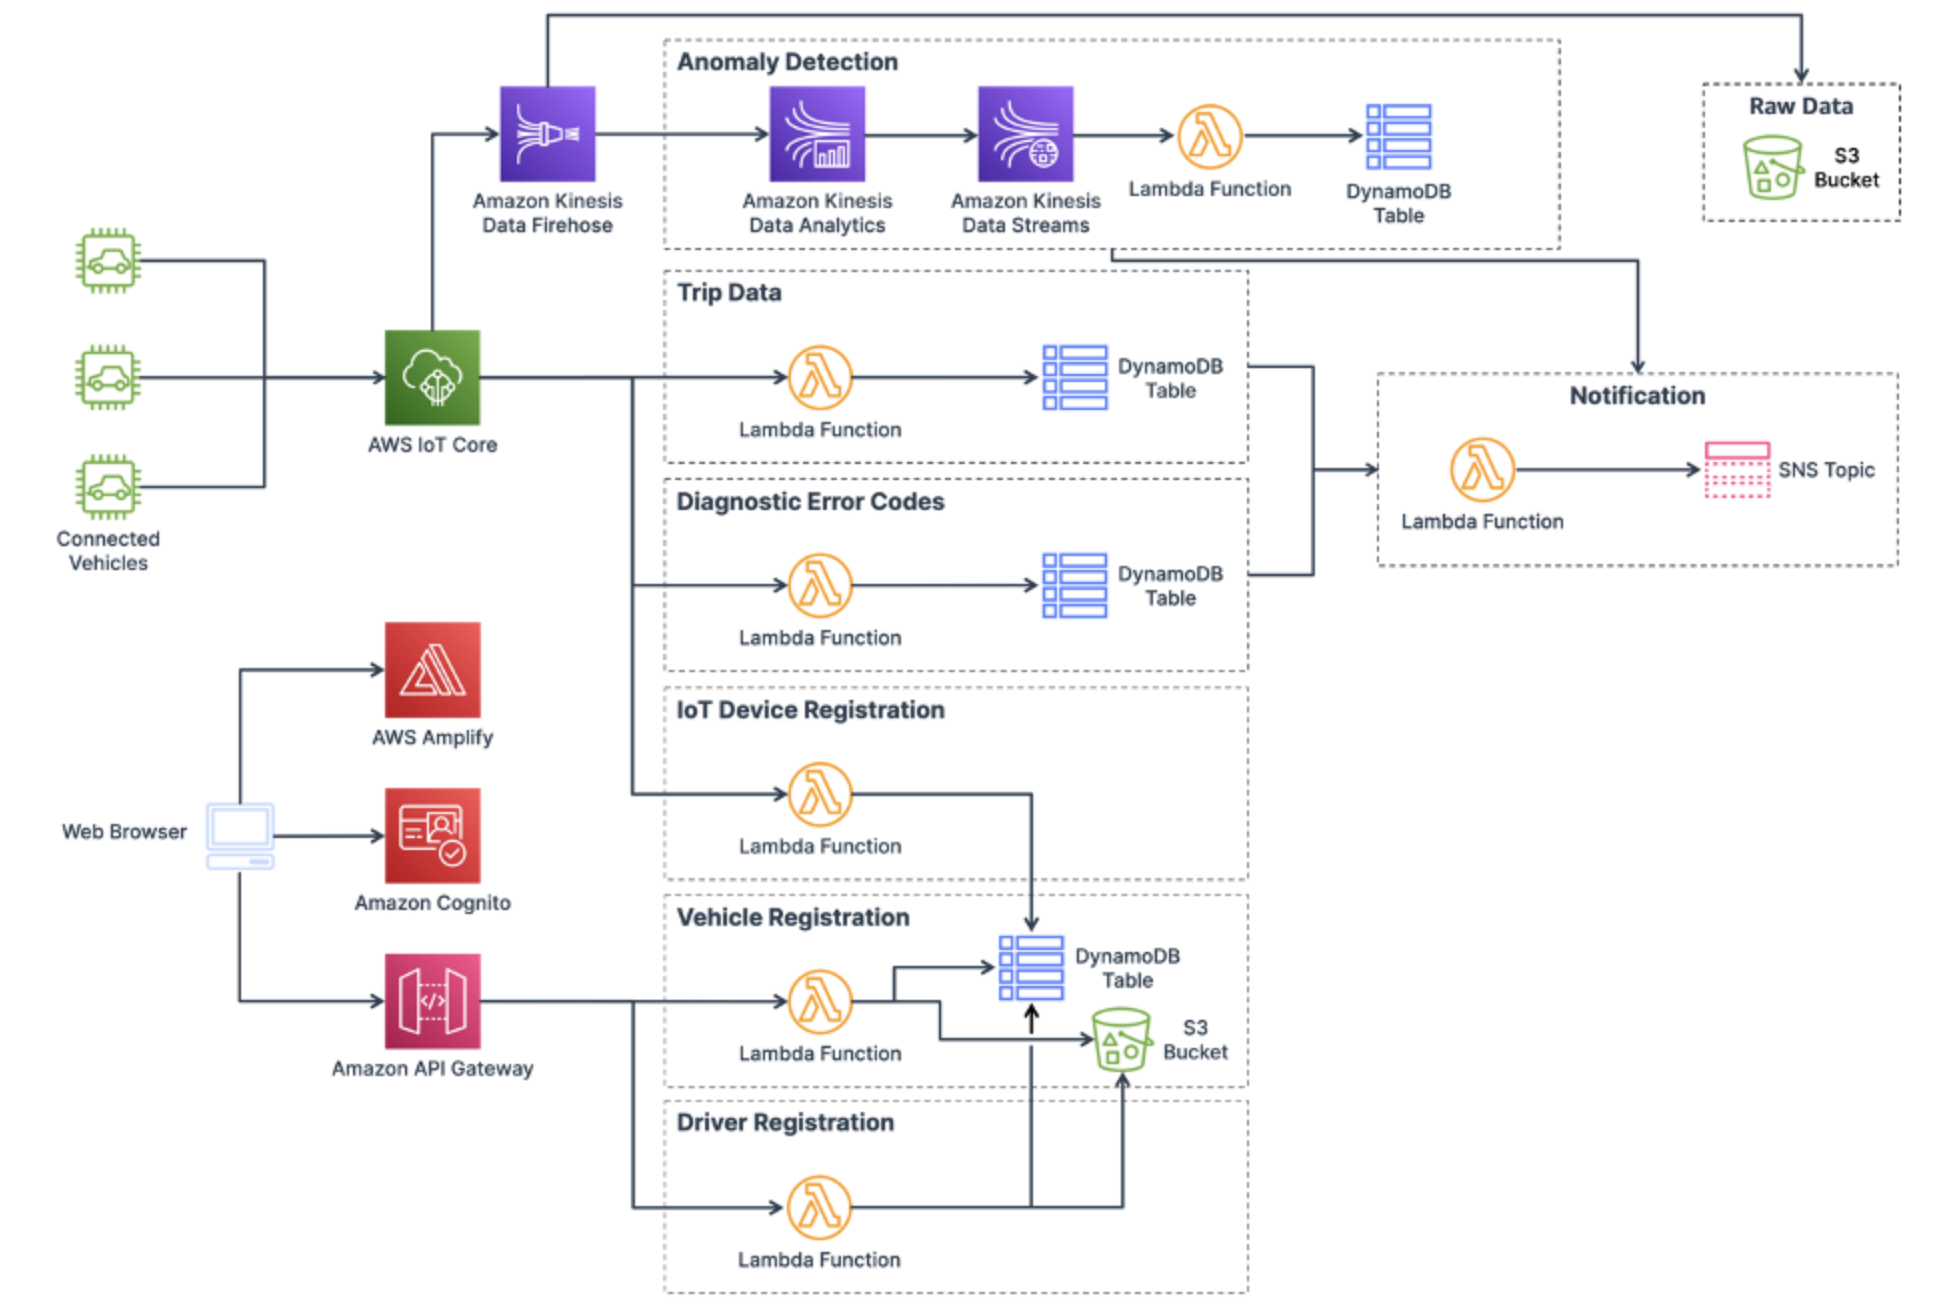 Anomaly Detection
Amazon Kinesis
Data Firehose
Amazon Kinesis
Data Analytics
Amazon Kinesis
Data Streams
Lambda Function
DynamoDB
Table
Raw Data
S3
Bucket
Connected
Vehicles
AWS IoT Core
Trip Data
Lambda Function
DynamoDB
Table
Diagnostic Error Codes
Lambda Function
DynamoDB
Table
Notification
Lambda Function
SNS Topic
Web Browser
AWS Amplify
Amazon Cognito
Amazon API Gateway
IoT Device Registration
Lambda Function
Vehicle Registration
Lambda Function
DynamoDB
Table
S3
Bucket
Driver Registration
Lambda Function